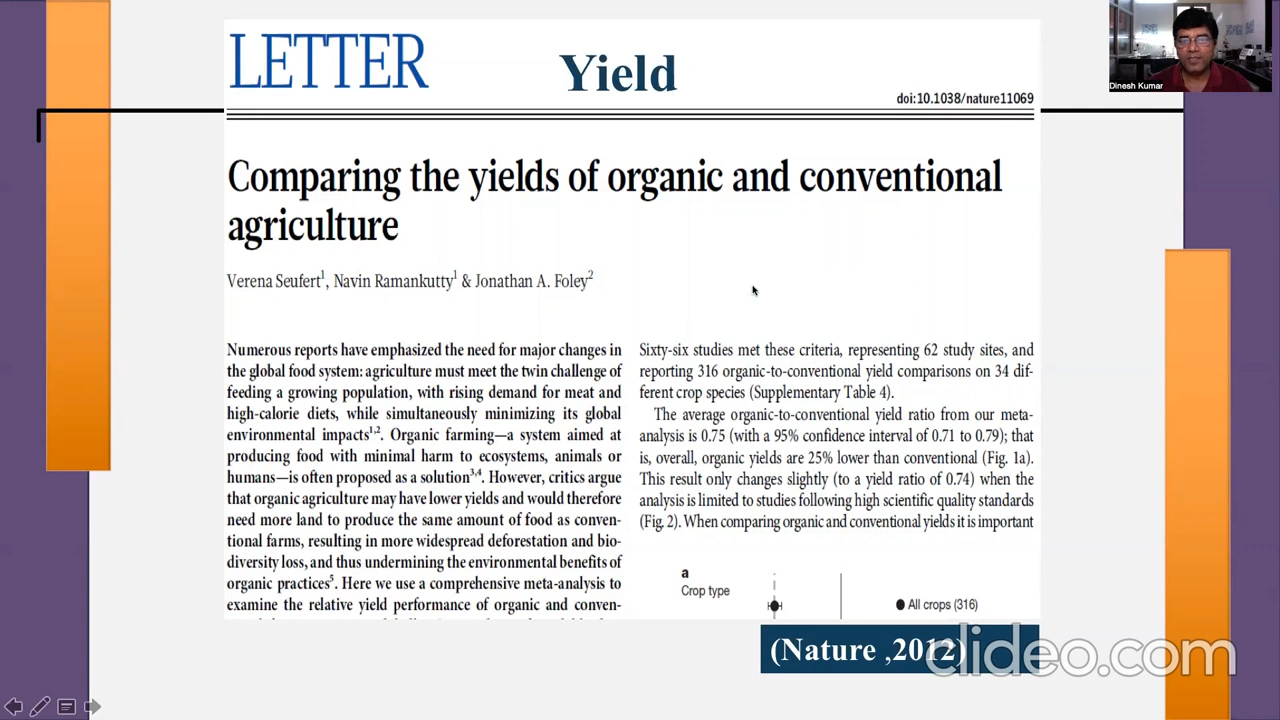 LETTER
Yield
doi:10.1038/nature11069
Dinesh Kumar
Comparing the yields of organic and conventional
agriculture
Verena Seufert1, Navin Ramankutty1 & Jonathan A. Foley2
Numerous reports have emphasized the need for major changes in
the global food system: agriculture must meet the twin challenge of
feeding a growing population, with rising demand for meat and
high-calorie diets, while simultaneously minimizing its global
environmental impacts1,2. Organic farming—a system aimed at
producing food with minimal harm to ecosystems, animals or
humans—is often proposed as a solution3,4. However, critics argue
that organic agriculture may have lower yields and would therefore
need more land to produce the same amount of food as conven-
tional farms, resulting in more widespread deforestation and bio-
diversity loss, and thus undermining the environmental benefits of
organic practices5. Here we use a comprehensive meta-analysis to
examine the relative yield performance of organic and conven-
Sixty-six studies met these criteria, representing 62 study sites, and
reporting 316 organic-to-conventional yield comparisons on 34 dif-
ferent crop species (Supplementary Table 4).
The average organic-to-conventional yield ratio from our meta-
analysis is 0.75 (with a 95% confidence interval of 0.71 to 0.79); that
is, overall, organic yields are 25% lower than conventional (Fig. 1a).
This result only changes slightly (to a yield ratio of 0.74) when the
analysis is limited to studies following high scientific quality standards
(Fig. 2). When comparing organic and conventional yields it is important
a
Crop type
All crops (316)
(Nature ,2012)
clideo.com